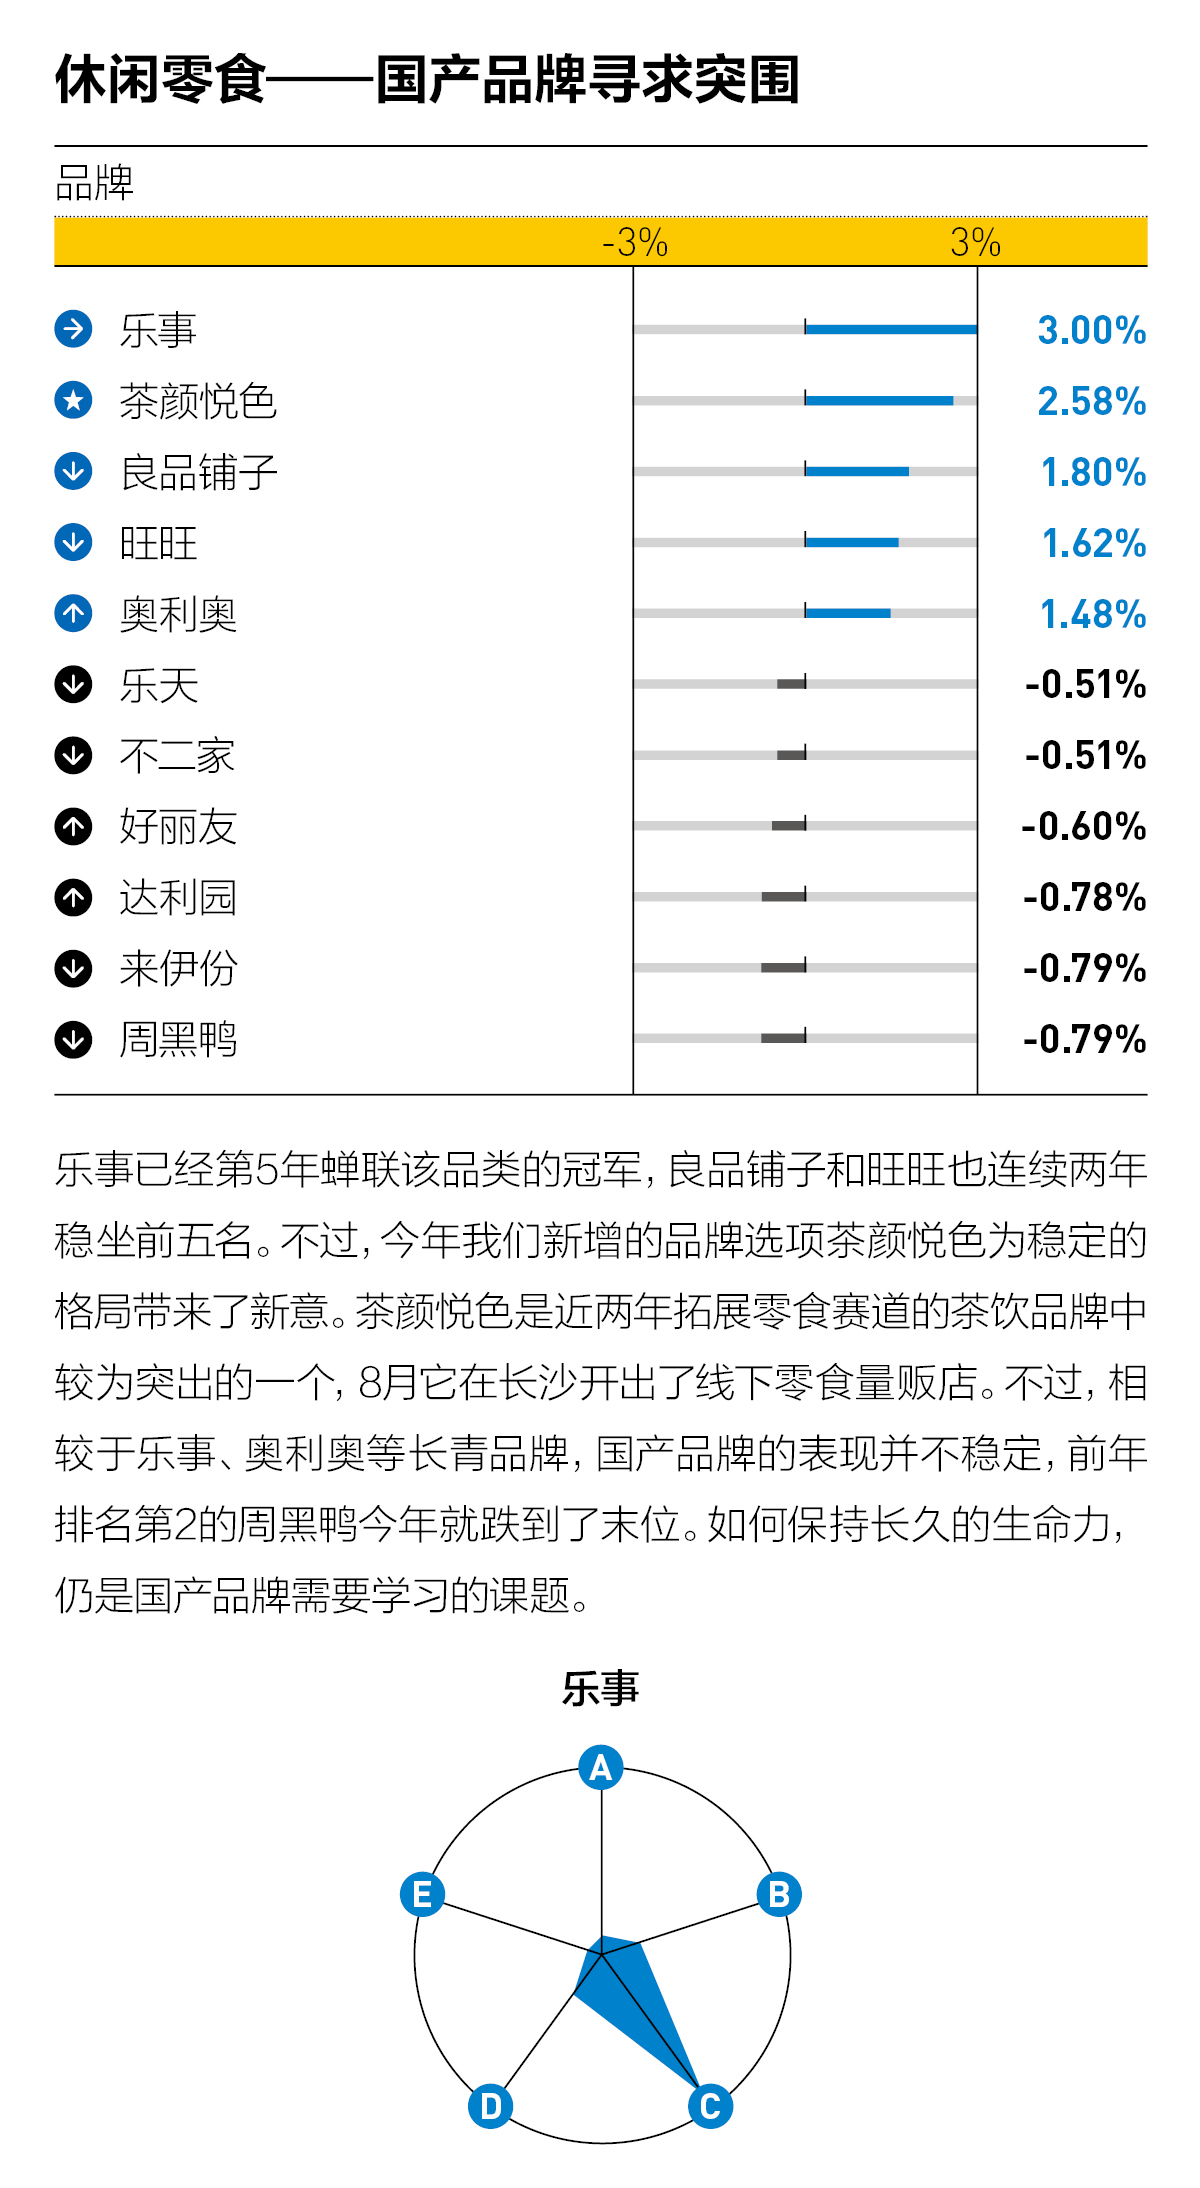 休闲零食——国产品牌寻求突围
品牌
-3% 3%
乐事 3.00%
茶颜悦色 2.58%
良品铺子 1.80%
旺旺 1.62%
奥利奥 1.48%
乐天 -0.51%
不二家 -0.51%
好丽友 -0.60%
达利园 -0.78%
来伊份 -0.79%
周黑鸭 -0.79%
乐事已经第5年蝉联该品类的冠军，良品铺子和旺旺也连续两年
稳坐前五名。不过，今年我们新增的品牌选项茶颜悦色为稳定的
格局带来了新意。茶颜悦色是近两年拓展零食赛道的茶饮品牌中
较为突出的一个，8月它在长沙开出了线下零食量贩店。不过，相
较于乐事、奥利奥等长青品牌，国产品牌的表现并不稳定，前年
排名第2的周黑鸭今年就跌到了末位。如何保持长久的生命力，
仍是国产品牌需要学习的课题。
乐事
A
E B
D C